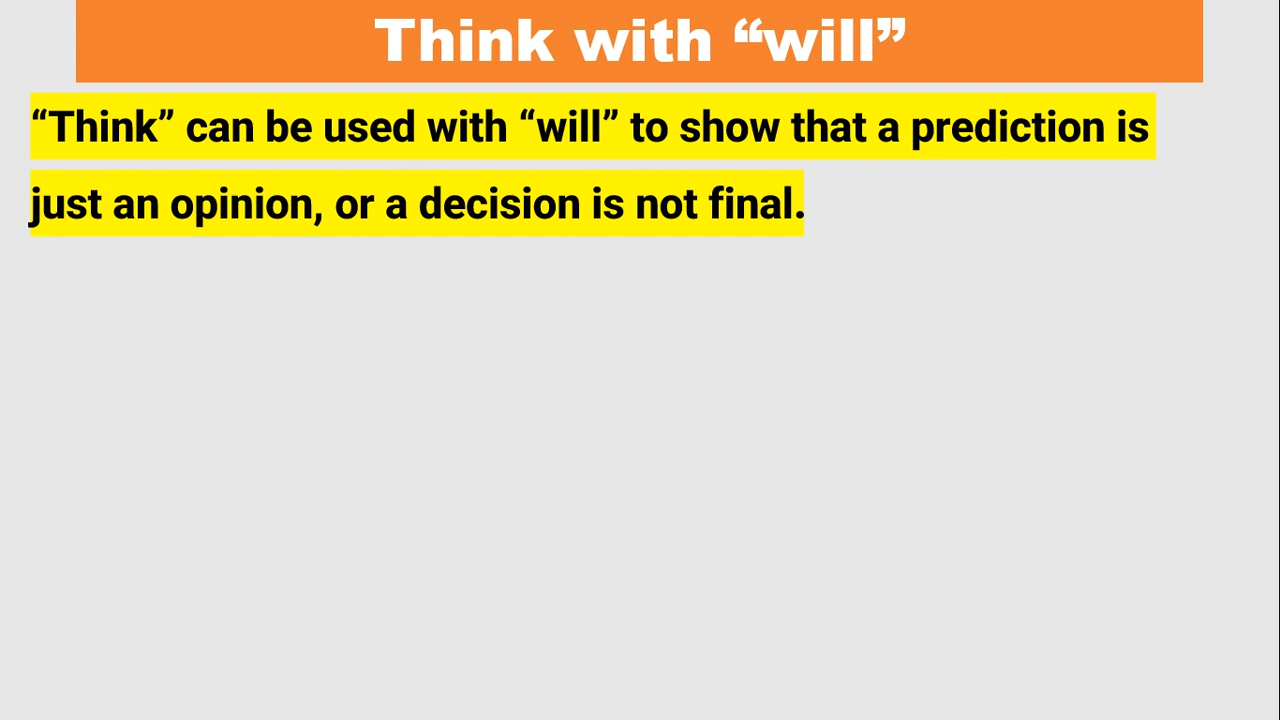 Think with “will”
“Think” can be used with “will” to show that a prediction is
just an opinion, or a decision is not final.